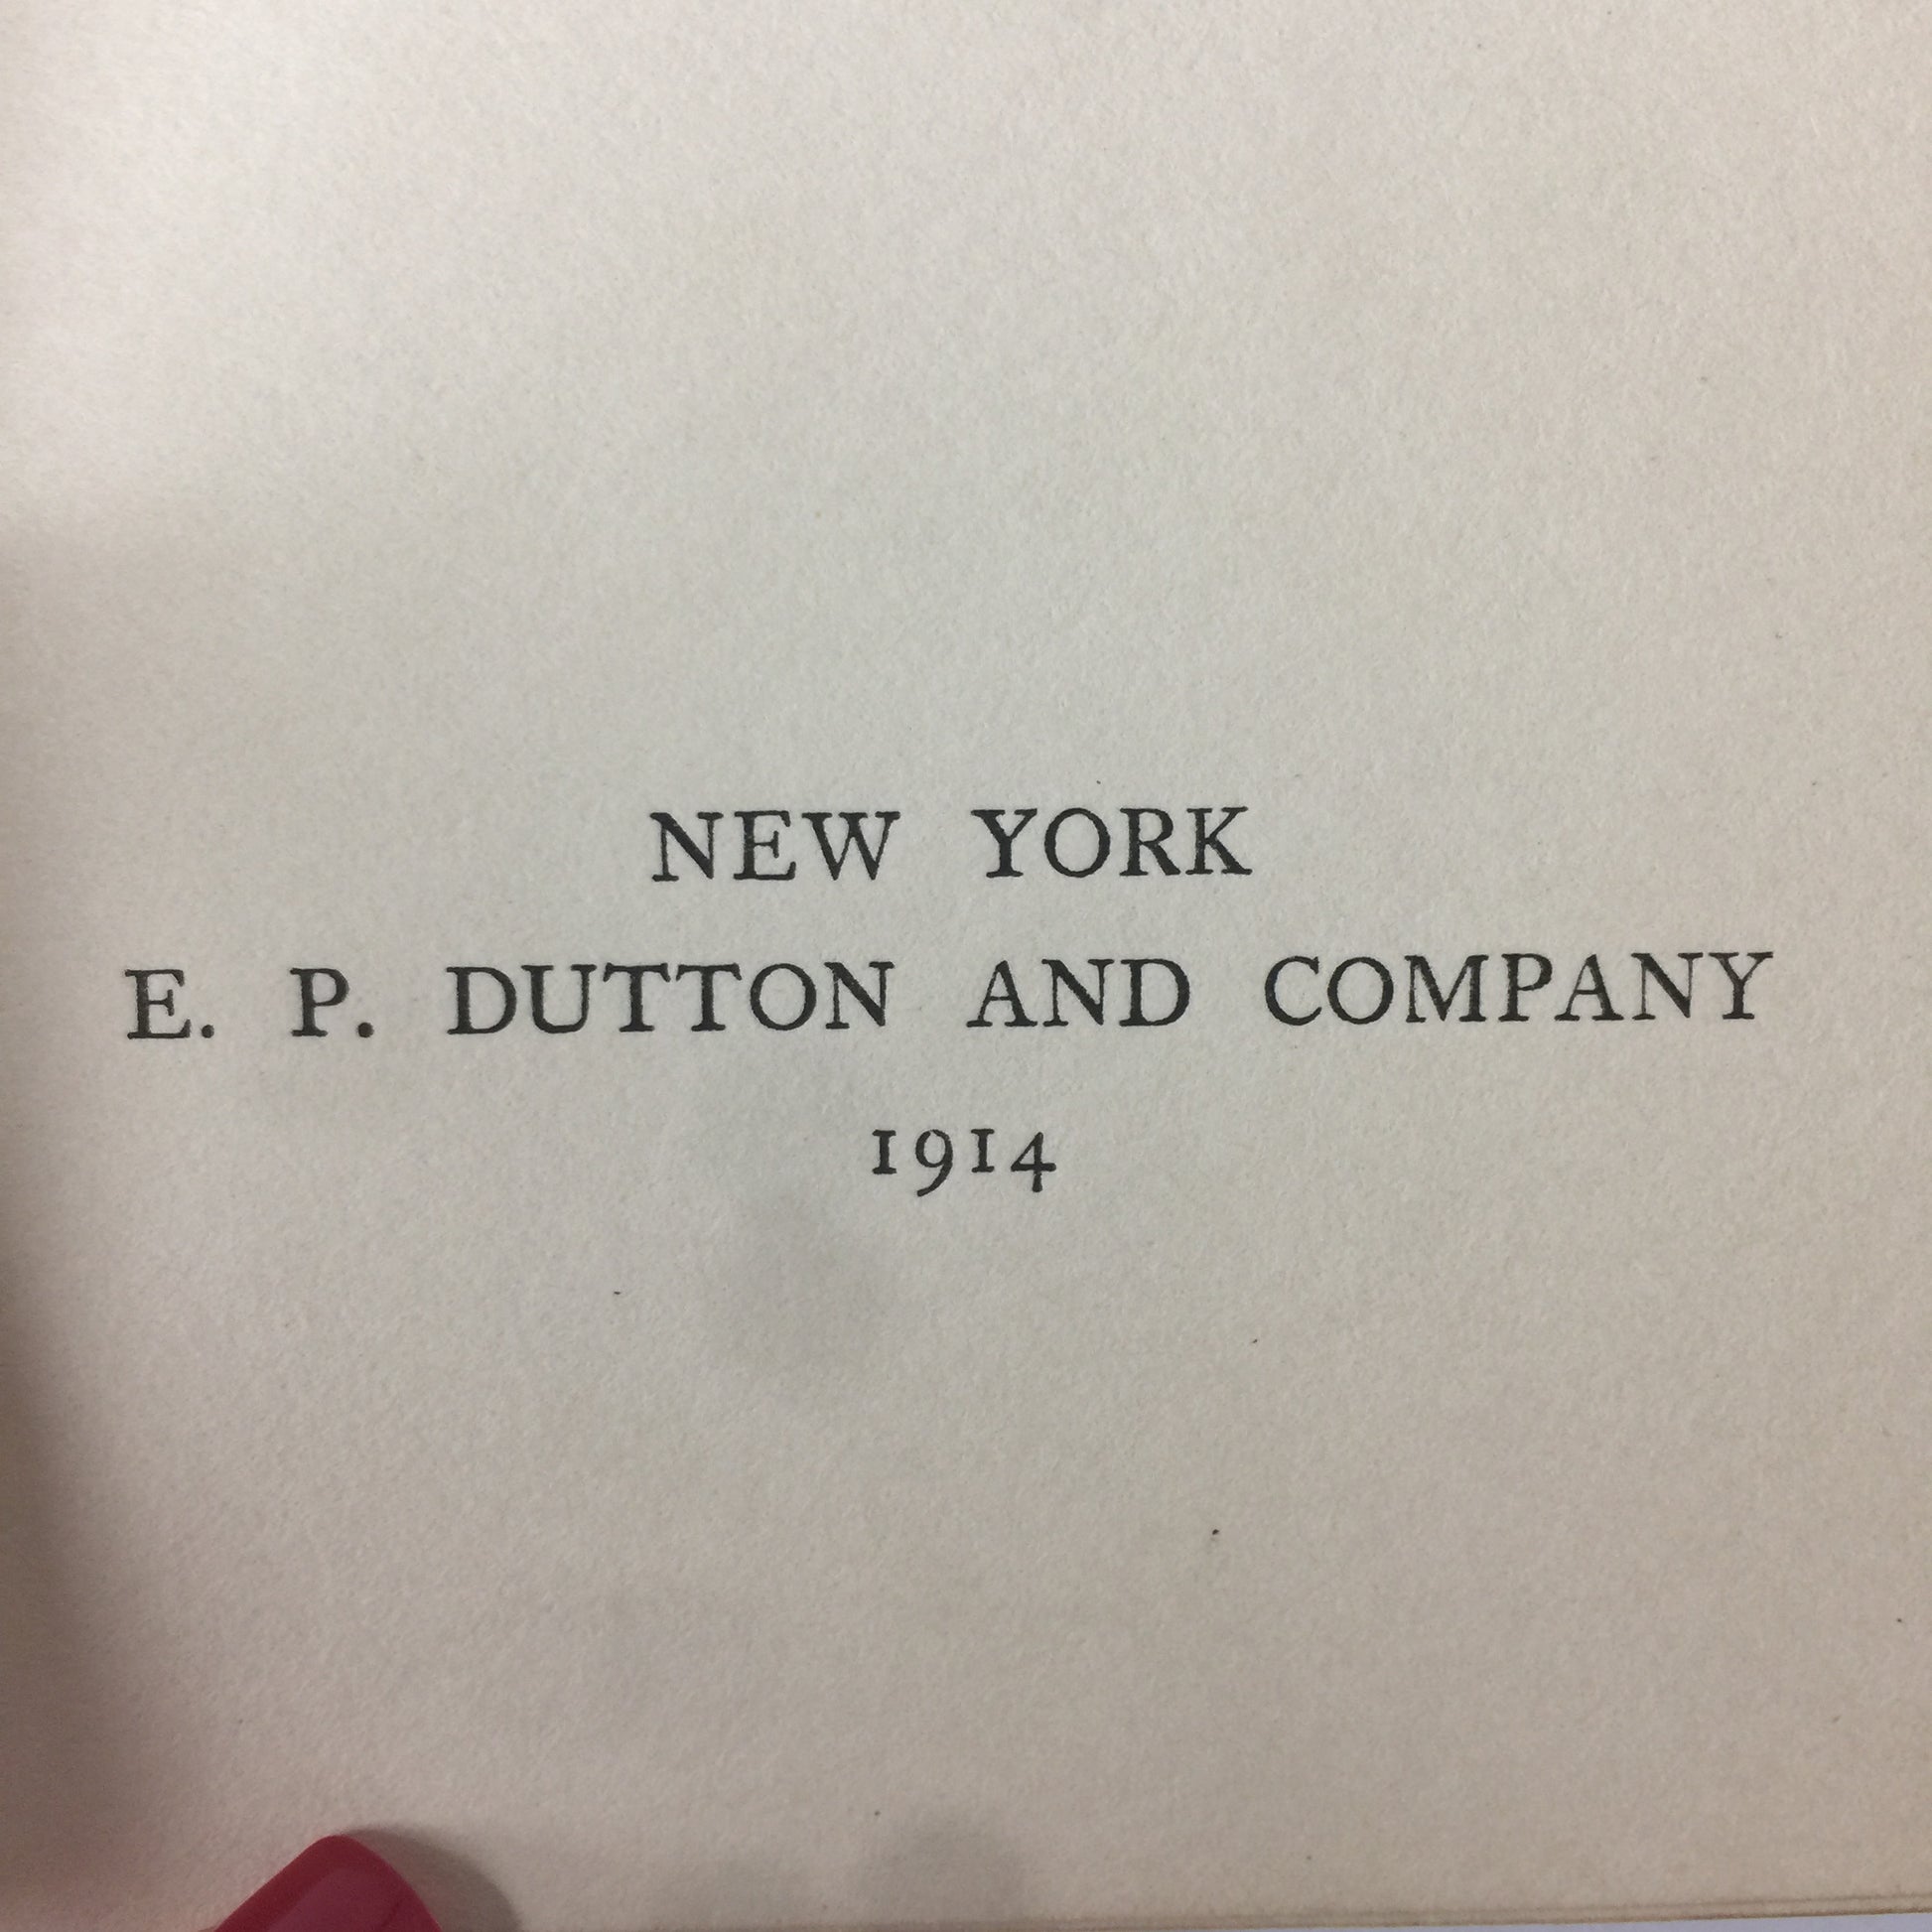 NEW YORK
E. P. DUTTON AND COMPANY
1914